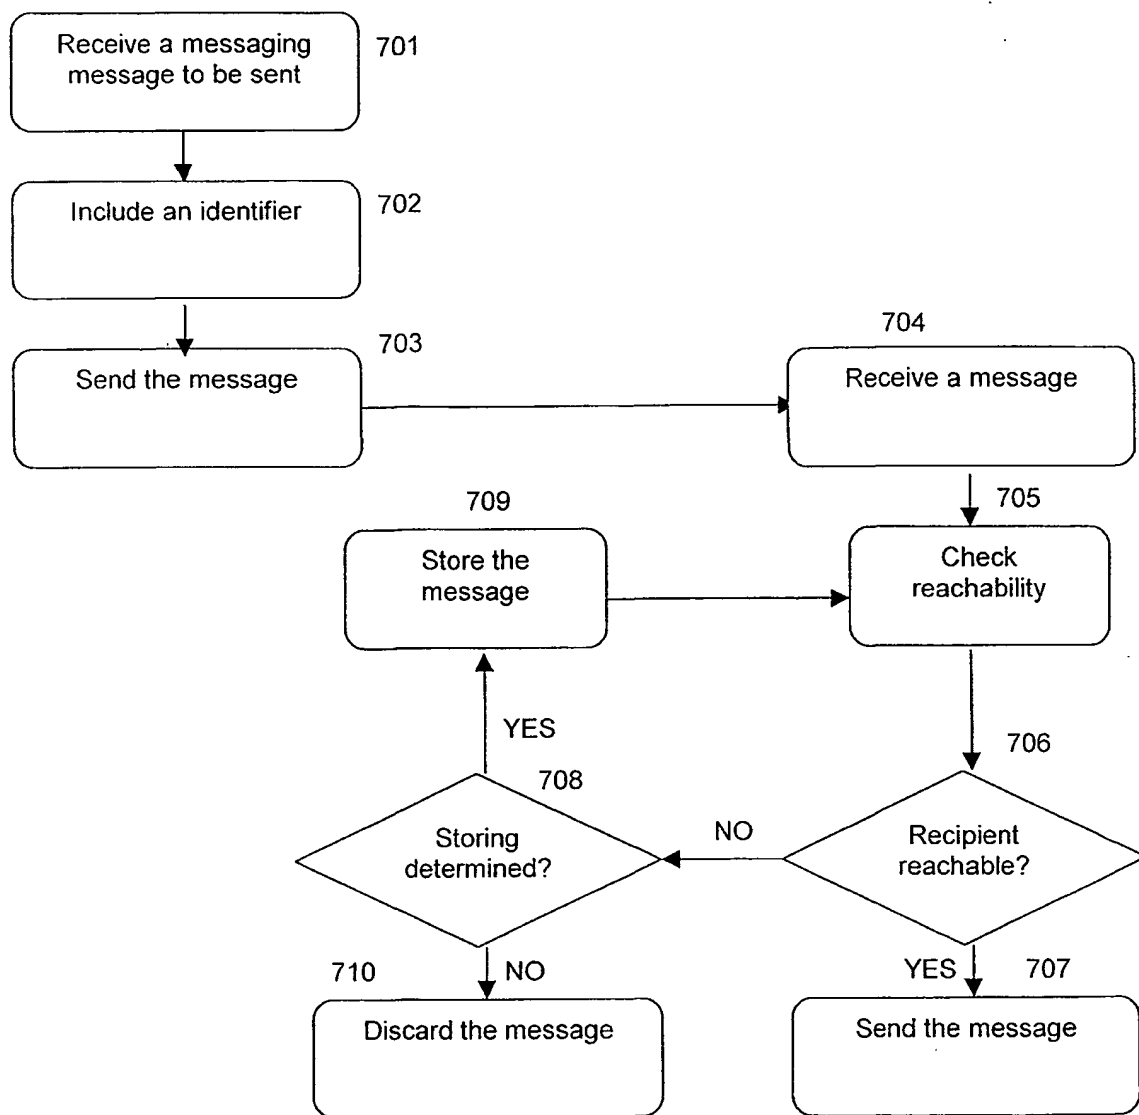 Receive a messaging
message to be sent
701
Include an identifier
702
703
Send the message
704
Receive a message
705
Check
reachability
709
Store the
message
YES
706
708
Storing
determined?
NO
Recipient
reachable?
710
NO
Discard the message
YES
707
Send the message